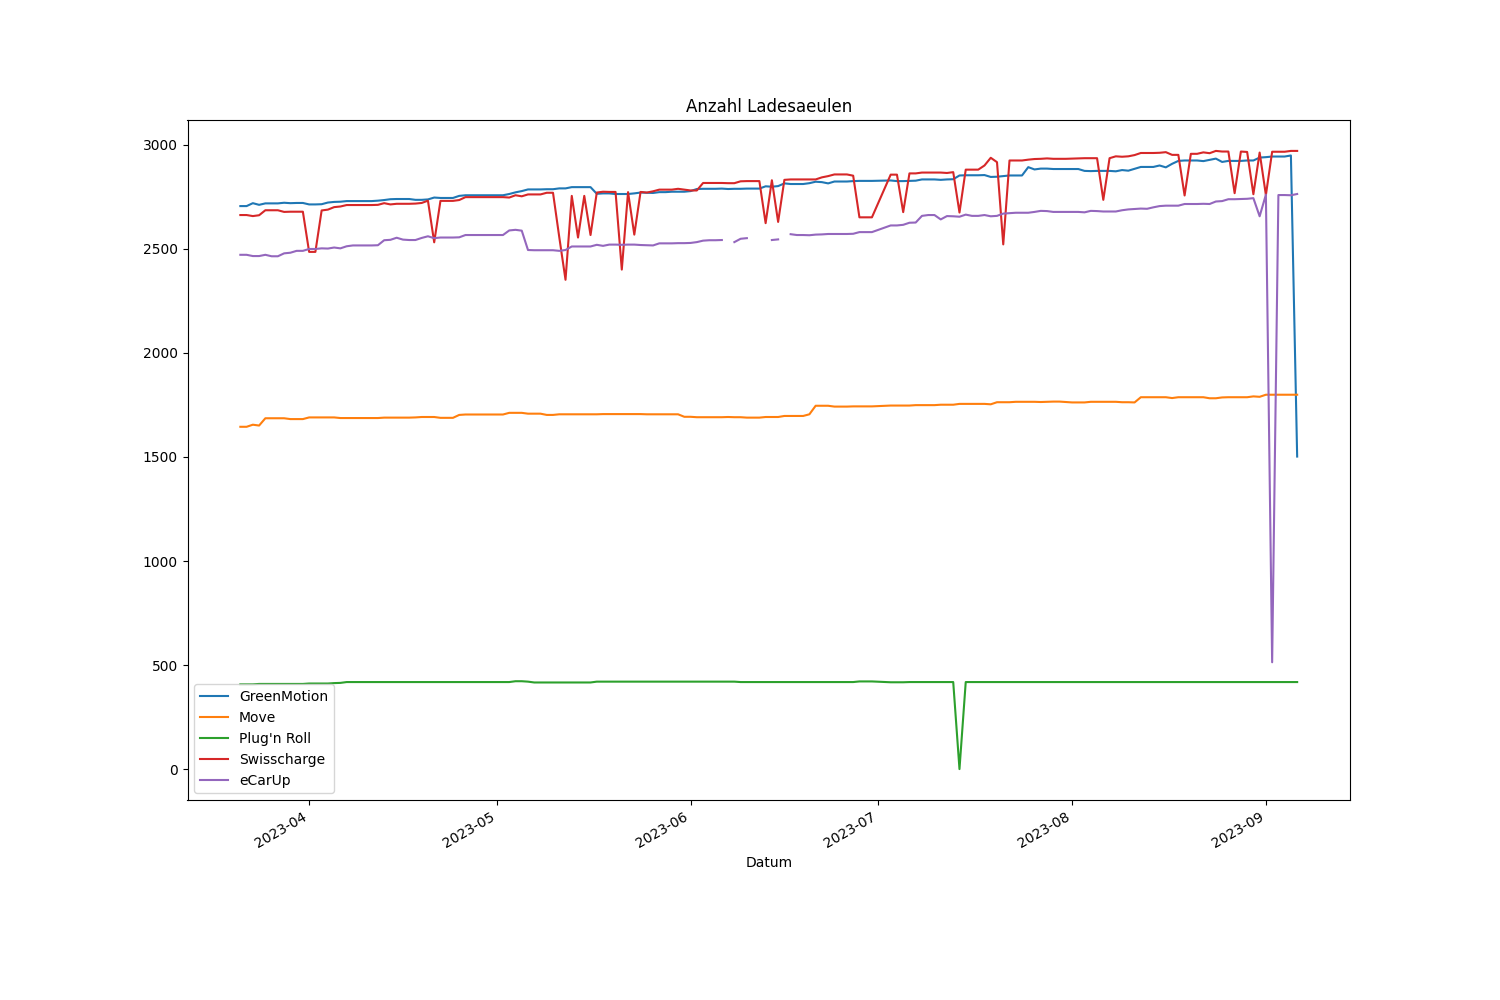 Anzahl Ladesaeulen
3000
2500
2000
1500
1000
500
0
GreenMotion
Move
Plug'n Roll
Swisscharge
eCarUp
2023-04
2023-05
2023-06
2023-07
2023-08
2023-09
Datum